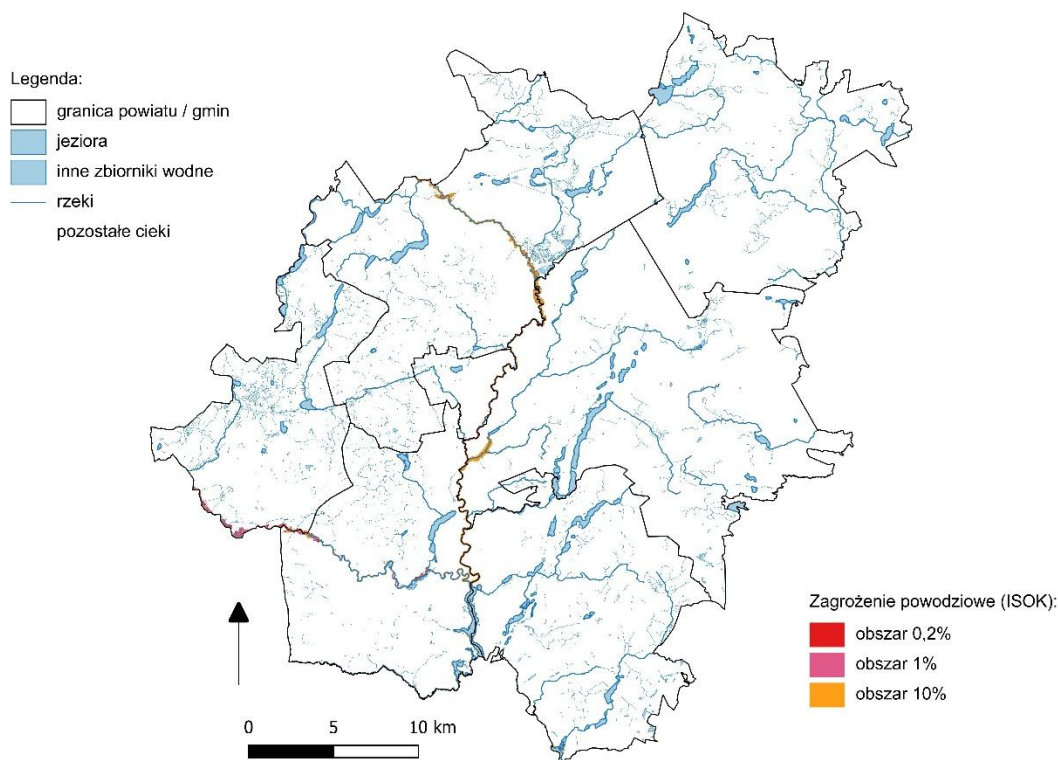 Legenda:
granica powiatu / gmin
jeziora
inne zbiorniki wodne
rzeki
pozostałe cieki
Zagrożenie powodziowe (ISOK):
obszar 0,2%
obszar 1%
obszar 10%
0 5 10 km